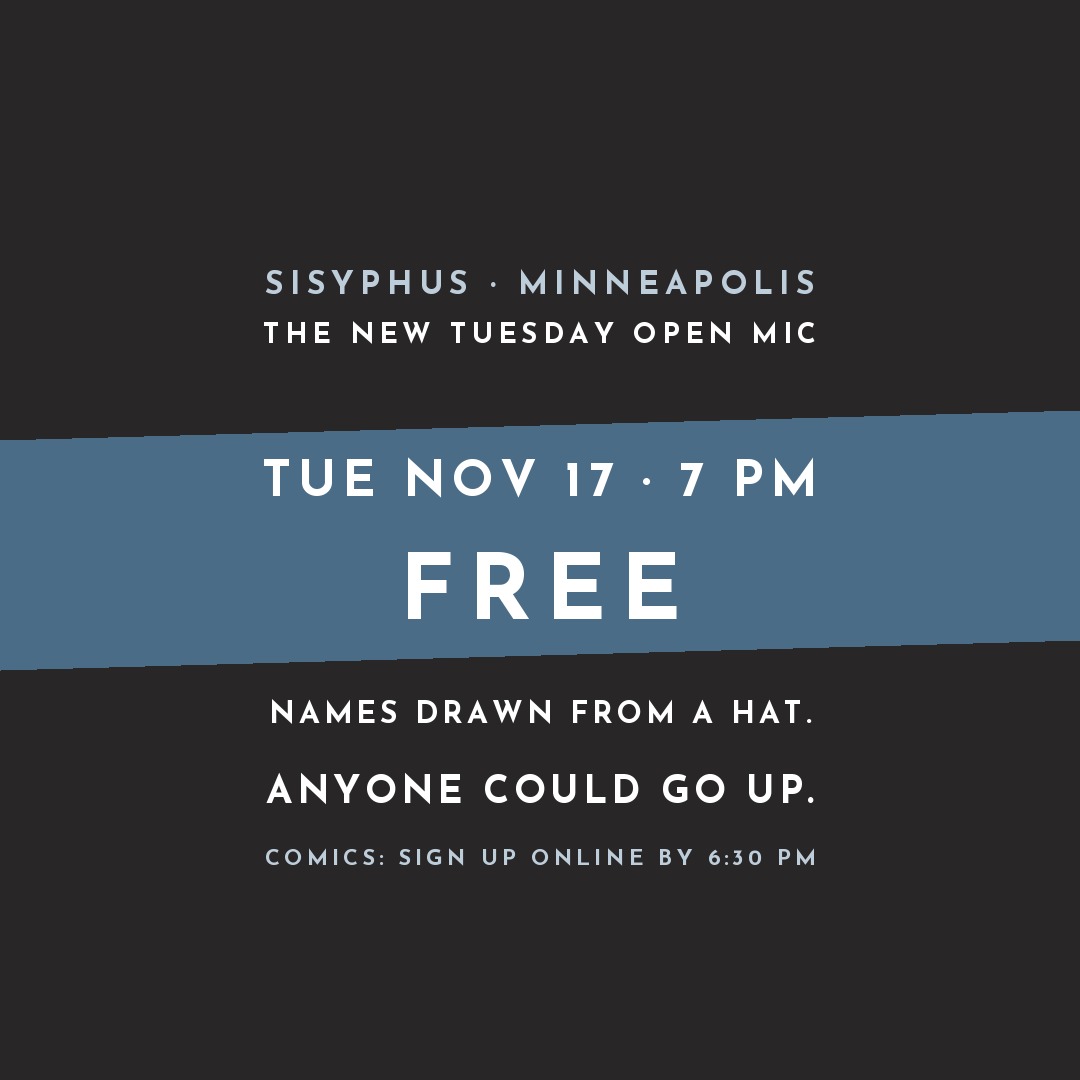 SISYPHUS · MINNEAPOLIS
THE NEW TUESDAY OPEN MIC
TUE NOV 17 · 7 PM
FREE
NAMES DRAWN FROM A HAT.
ANYONE COULD GO UP.
COMICS: SIGN UP ONLINE BY 6:30 PM